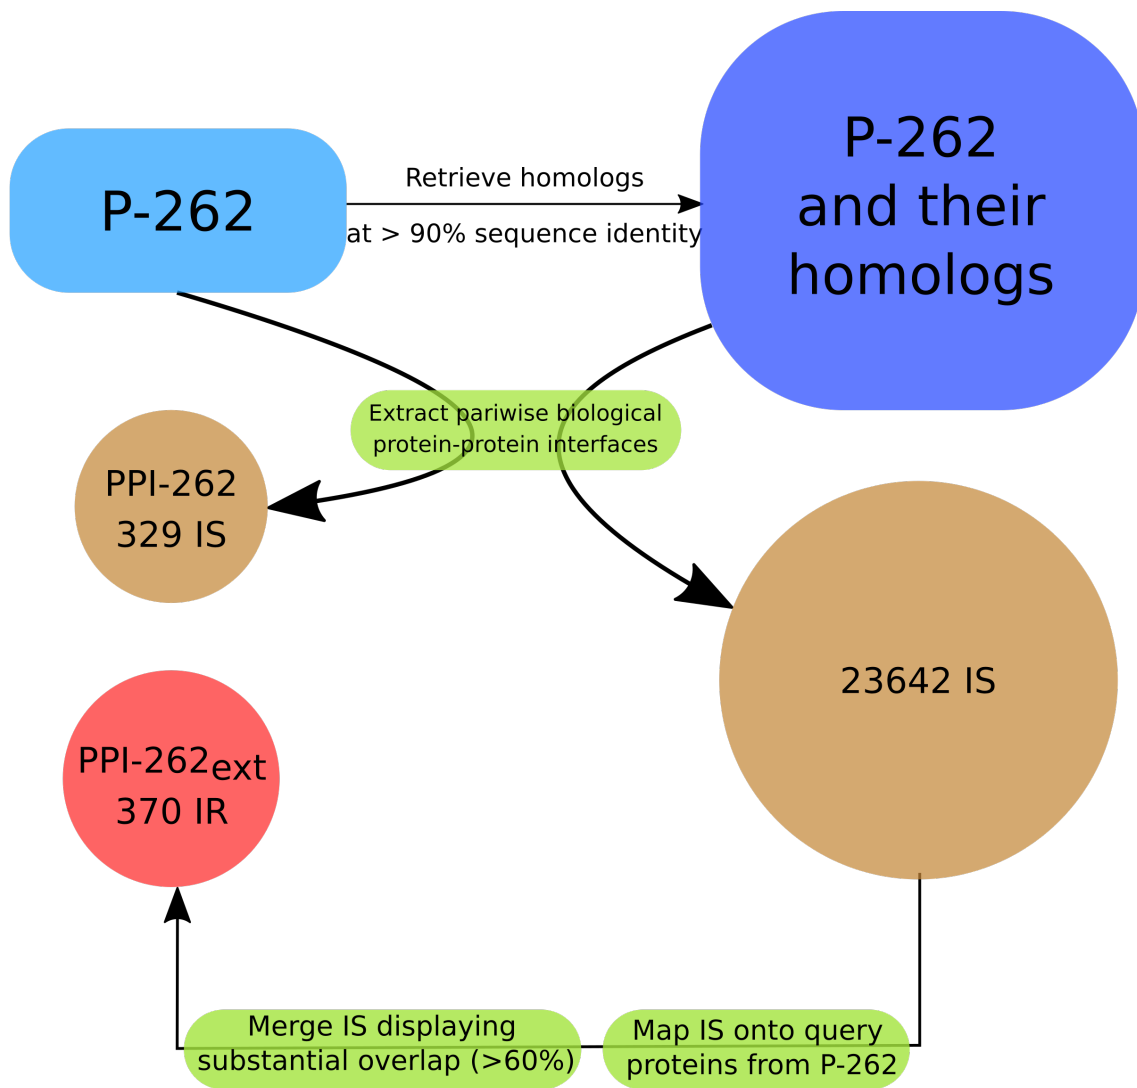 P-262
Retrieve homologs
at > 90% sequence identity
P-262
and their
homologs
Extract pariwise biological
protein-protein interfaces
PPI-262
329 IS
23642 IS
PPI-262ext
370 IR
Merge IS displaying
substantial overlap (>60%)
Map IS onto query
proteins from P-262